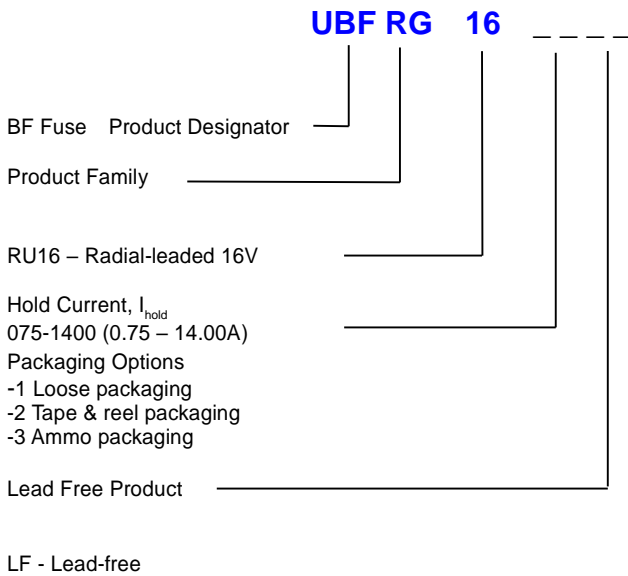 UBF RG 16 _ _ _ _
BF Fuse Product Designator
Product Family
RU16 – Radial-leaded 16V
Hold Current, Ihold
075-1400 (0.75 – 14.00A)
Packaging Options
-1 Loose packaging
-2 Tape & reel packaging
-3 Ammo packaging
Lead Free Product
LF - Lead-free